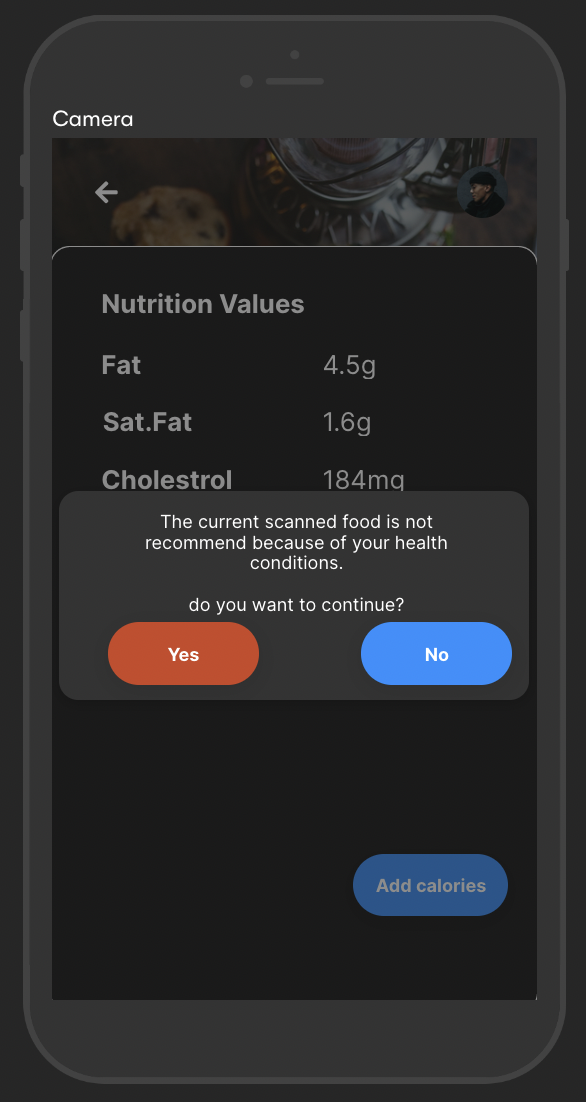 Camera
Nutrition Values
Fat 4.5g
Sat.Fat 1.6g
Cholestrol 184mg
The current scanned food is not
recommend because of your health
conditions.
do you want to continue?
Yes No
Add calories